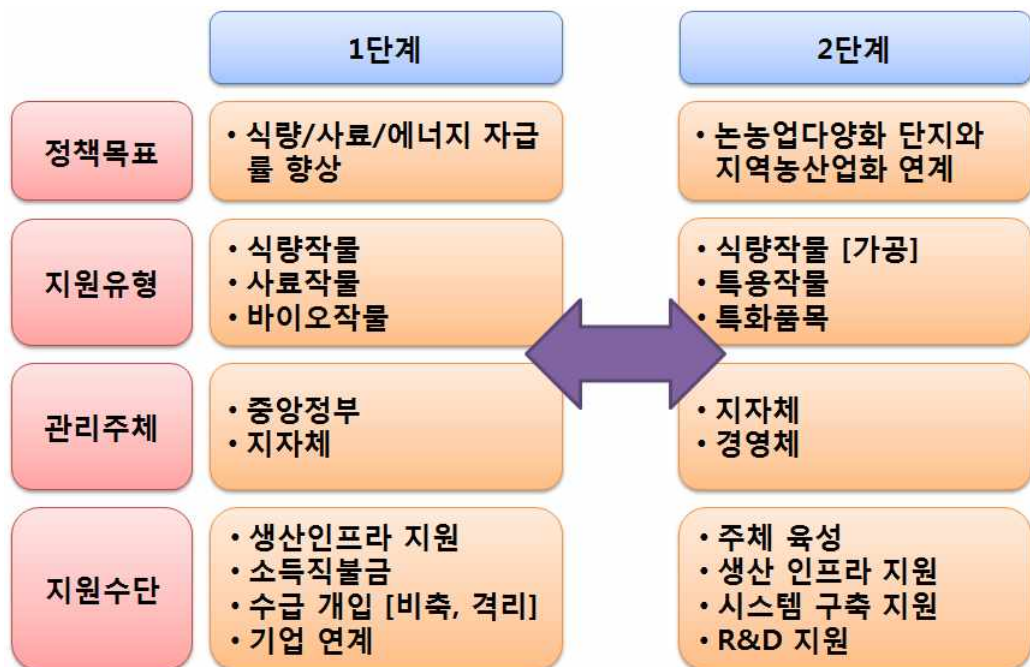 1단계
2단계
정책목표
• 식량/사료/에너지 자급
률 향상
• 논농업다양화 단지와
지역농산업화 연계
지원유형
• 식량작물
• 사료작물
• 바이오작물
• 식량작물 [가공]
• 특용작물
• 특화품목
관리주체
• 중앙정부
• 지자체
• 지자체
• 경영체
지원수단
• 생산인프라 지원
• 소득직불금
• 수급 개입 [비축, 격리]
• 기업 연계
• 주체 육성
• 생산 인프라 지원
• 시스템 구축 지원
• R&D 지원